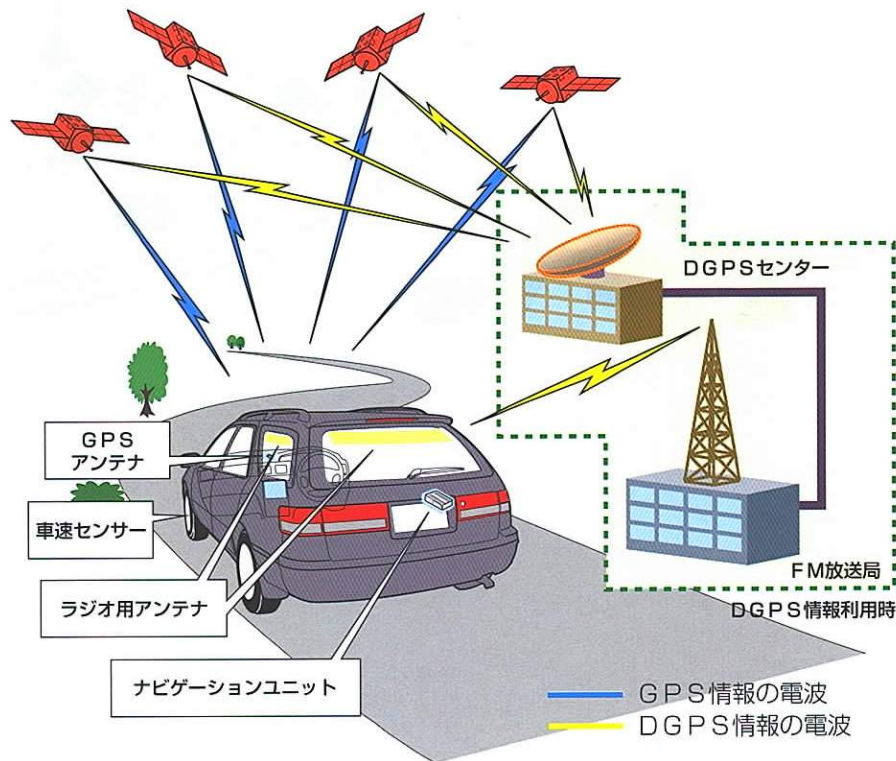 DGPSセンター
GPS
アンテナ
車速センサー
ラジオ用アンテナ
ナビゲーションユニット
FM放送局
DGPS情報利用時
GPS情報の電波
DGPS情報の電波